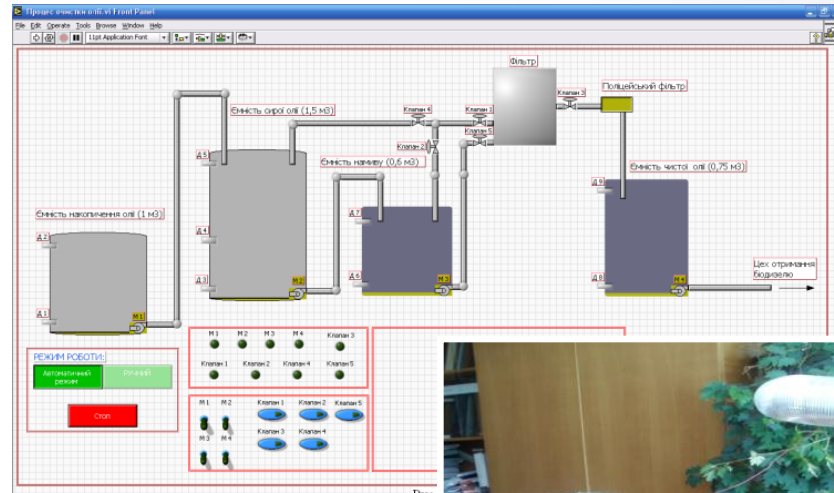 Процес очистки олії.vi Front Panel
File Edit Operate Tools Browse Window Help
11pt Application Font
Фільтр
Клапан 3
Поліцейський фільтр
Ємність сирої олії (1,5 м3)
Клапан 4
Клапан 1
Клапан 5
Клапан 2
Ємність намиву (0,6 м3)
Ємність чистої олії (0,75 м3)
Д 5
Д 9
Ємність накопичення олії (1 м3)
Д 7
Д 2
Д 4
Цех отримання
біодизелю
Д 3
М 2
Д 6
М 3
Д 8
М 4
Д 1
М 1
РЕЖИМ РОБОТИ:
Автоматичний
режим
РУЧНИЙ
Стоп
М 1 М 2 М 3 М 4 Клапан 3
Клапан 1 Клапан 2 Клапан 4 Клапан 5
М 1 М 2 Клапан 1 Клапан 2 Клапан 5
М 3 М 4 Клапан 3 Клапан 4